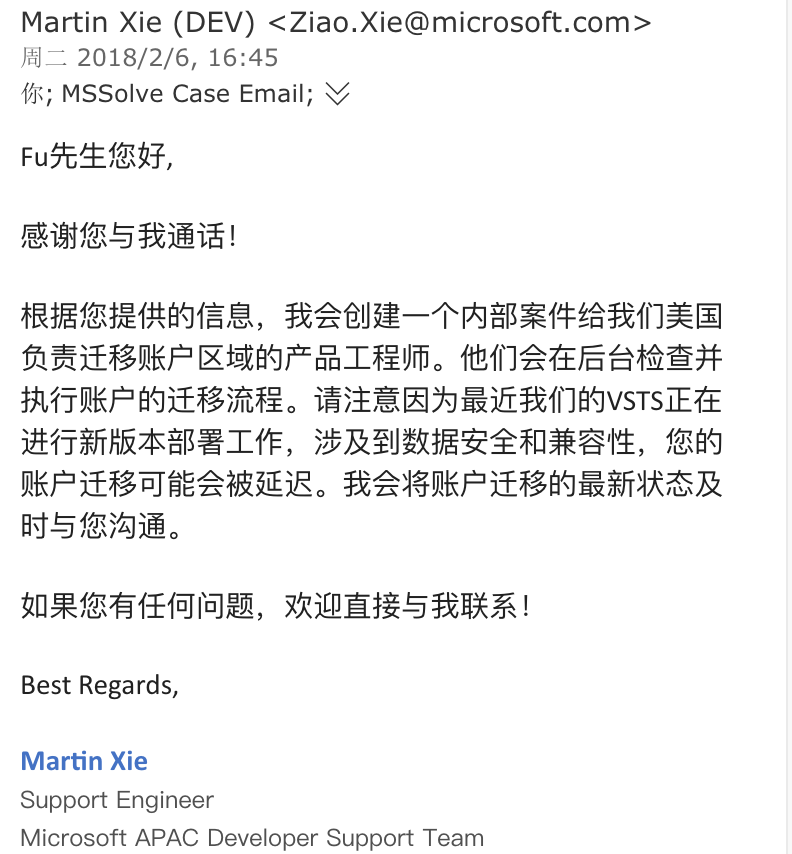 Martin Xie (DEV) <Ziao.Xie@microsoft.com>
周二 2018/2/6, 16:45
你; MSSolve Case Email;
Fu先生您好,
感谢您与我通话！
根据您提供的信息，我会创建一个内部案件给我们美国
负责迁移账户区域的产品工程师。他们会在后台检查并
执行账户的迁移流程。请注意因为最近我们的VSTS正在
进行新版本部署工作，涉及到数据安全和兼容性，您的
账户迁移可能会被延迟。我会将账户迁移的最新状态及
时与您沟通。
如果您有任何问题，欢迎直接与我联系！
Best Regards,
Martin Xie
Support Engineer
Microsoft APAC Developer Support Team